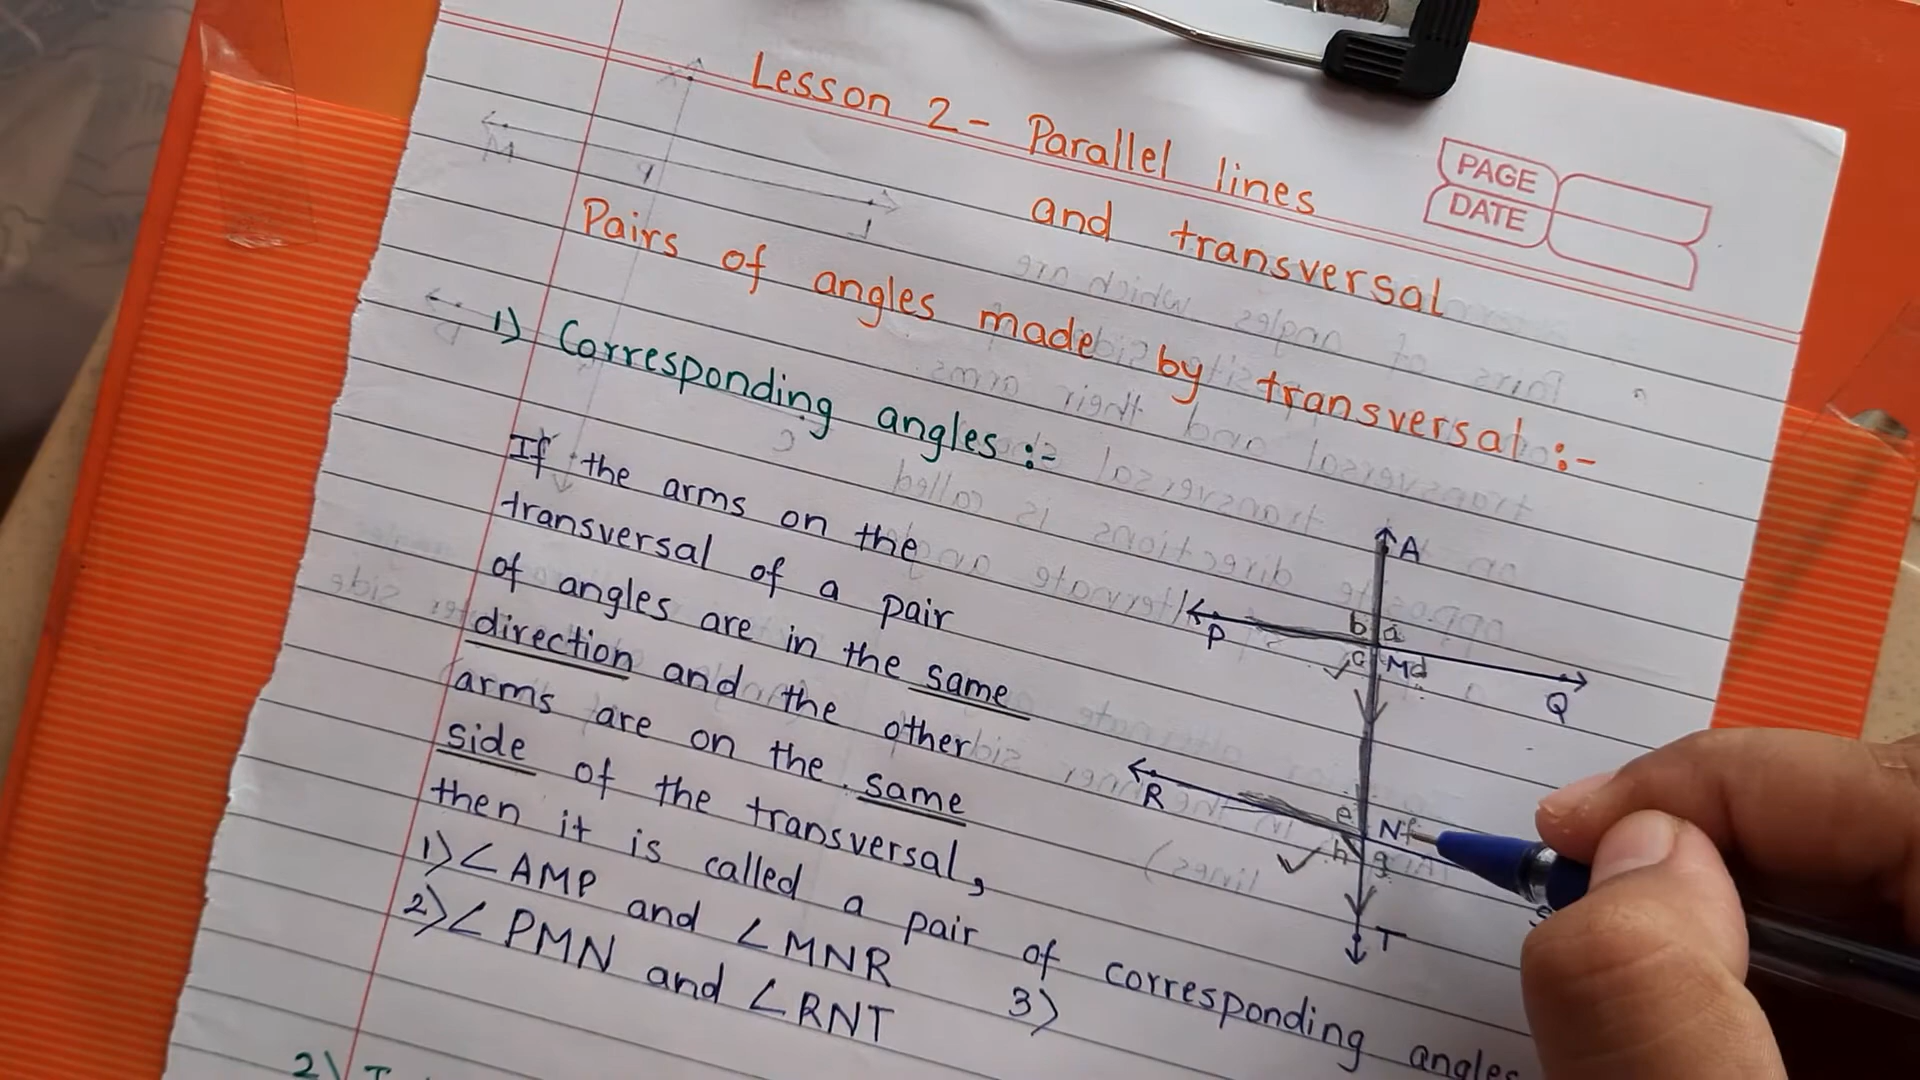 Lesson 2 - Parallel lines
and transversal
PAGE
DATE
Pairs of angles made by transversal :-
1) Corresponding angles :-
If the arms on the
transversal of a pair
of angles are in the same
direction and the other
arms are on the same
side of the transversal,
then it is called a pair of corresponding angles
1) ∠AMP and ∠MNR
2) ∠PMN and ∠RNT 3)
2)
A
b a
P
c M d
Q
R
e N f
h g
T